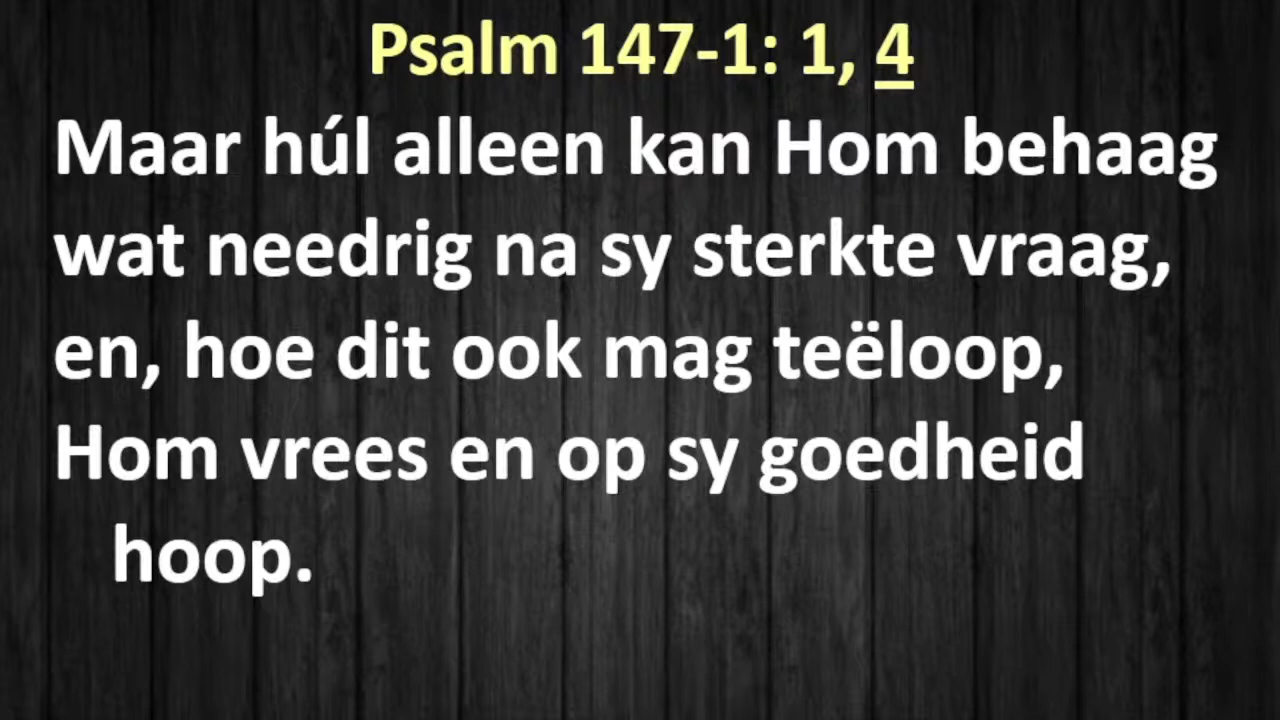 Psalm 147-1: 1, 4
Maar húl alleen kan Hom behaag
wat needrig na sy sterkte vraag,
en, hoe dit ook mag teëloop,
Hom vrees en op sy goedheid
hoop.